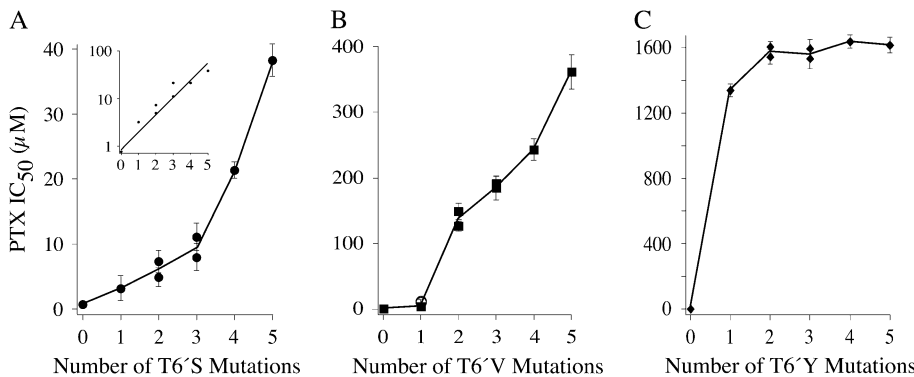 A
B
C
PTX IC50 (µM)
40
30
20
10
0
100
10
1
0 1 2 3 4 5
0 1 2 3 4 5
Number of T6´S Mutations
400
300
200
100
0
0 1 2 3 4 5
Number of T6´V Mutations
1600
1200
800
400
0
0 1 2 3 4 5
Number of T6´Y Mutations